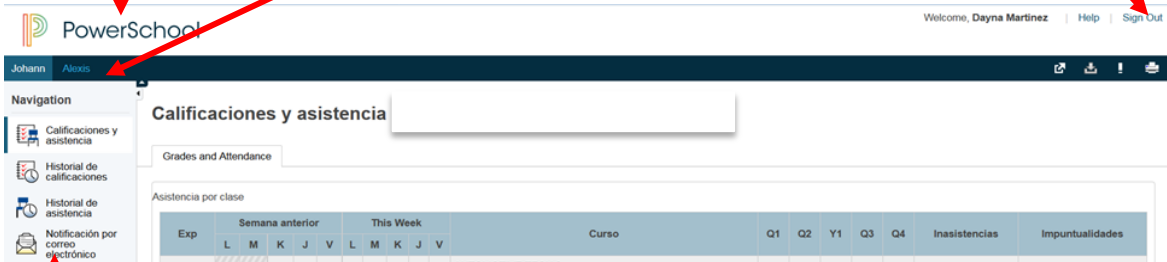 PowerSchool
Welcome, Dayna Martinez | Help | Sign Out
Johann Alexis
Navigation
Calificaciones y
asistencia
Historial de
calificaciones
Historial de
asistencia
Notificación por
correo
electrónico
Calificaciones y asistencia
Grades and Attendance
Asistencia por clase
Exp Semana anterior This Week Curso Q1 Q2 Y1 Q3 Q4 Inasistencias Impuntualidades
L M K J V L M K J V